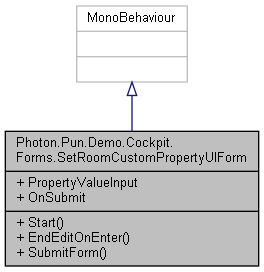 MonoBehaviour
Photon.Pun.Demo.Cockpit.
Forms.SetRoomCustomPropertyUIForm
+ PropertyValueInput
+ OnSubmit
+ Start()
+ EndEditOnEnter()
+ SubmitForm()